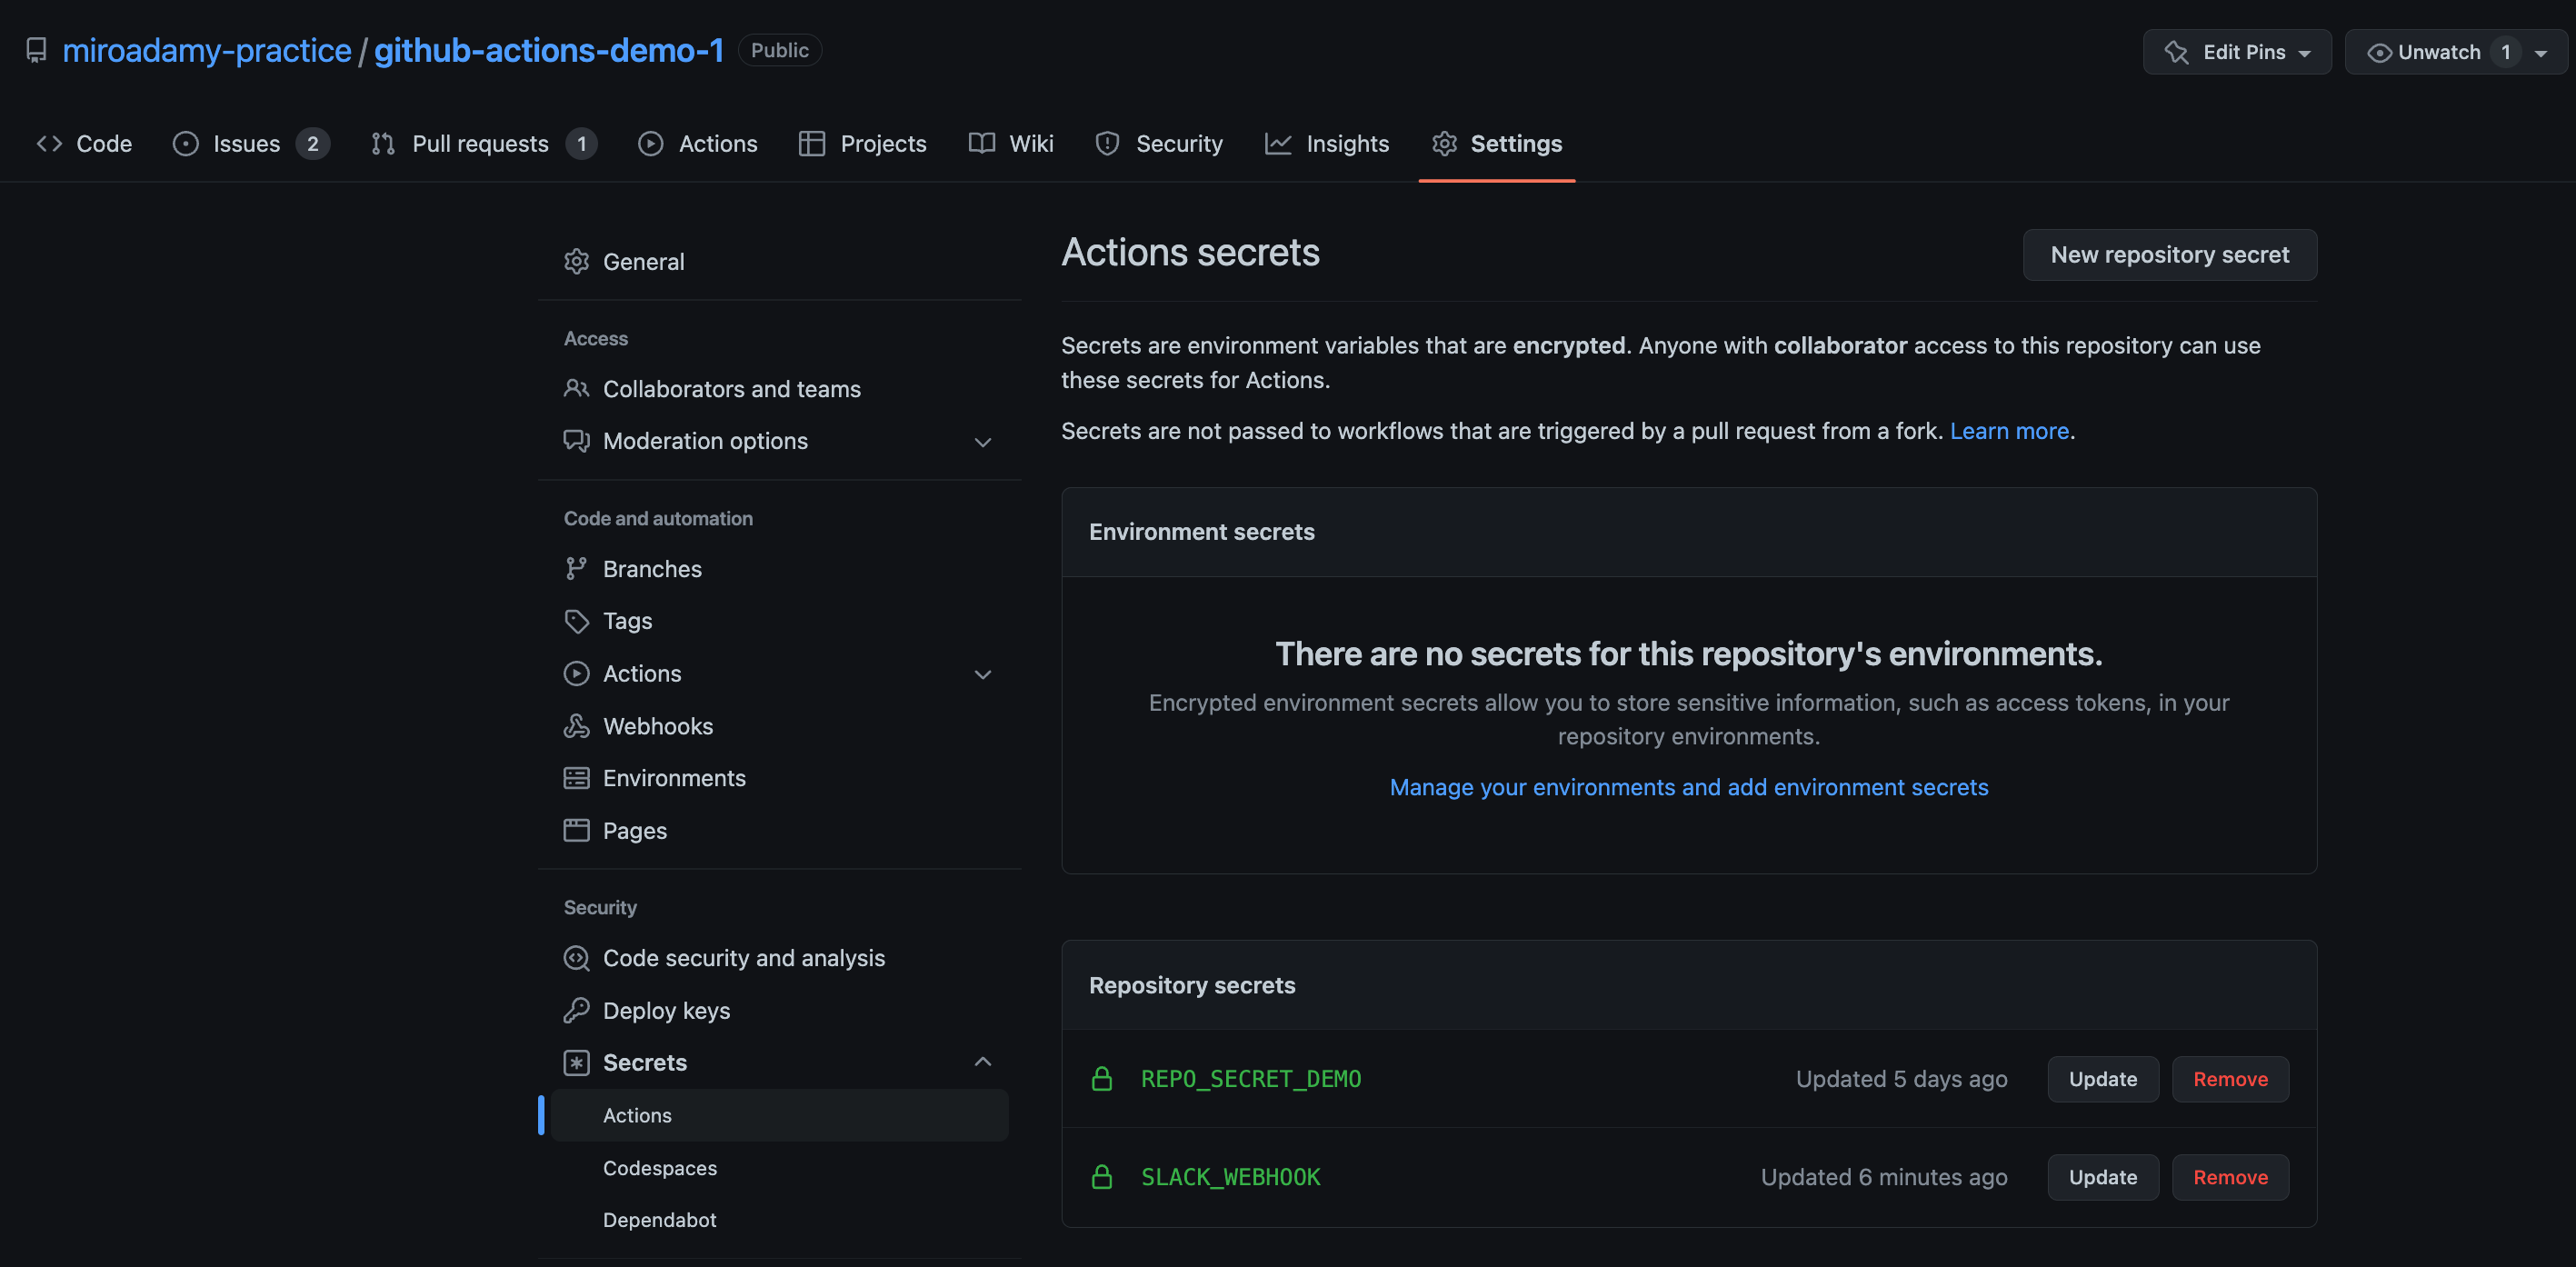 miroadamy-practice / github-actions-demo-1 Public
Edit Pins
Unwatch 1
Code
Issues 2
Pull requests 1
Actions
Projects
Wiki
Security
Insights
Settings
General
Access
Collaborators and teams
Moderation options
Code and automation
Branches
Tags
Actions
Webhooks
Environments
Pages
Security
Code security and analysis
Deploy keys
Secrets
Actions
Codespaces
Dependabot
Actions secrets
New repository secret
Secrets are environment variables that are encrypted. Anyone with collaborator access to this repository can use
these secrets for Actions.
Secrets are not passed to workflows that are triggered by a pull request from a fork. Learn more.
Environment secrets
There are no secrets for this repository's environments.
Encrypted environment secrets allow you to store sensitive information, such as access tokens, in your
repository environments.
Manage your environments and add environment secrets
Repository secrets
REPO_SECRET_DEMO Updated 5 days ago Update Remove
SLACK_WEBHOOK Updated 6 minutes ago Update Remove